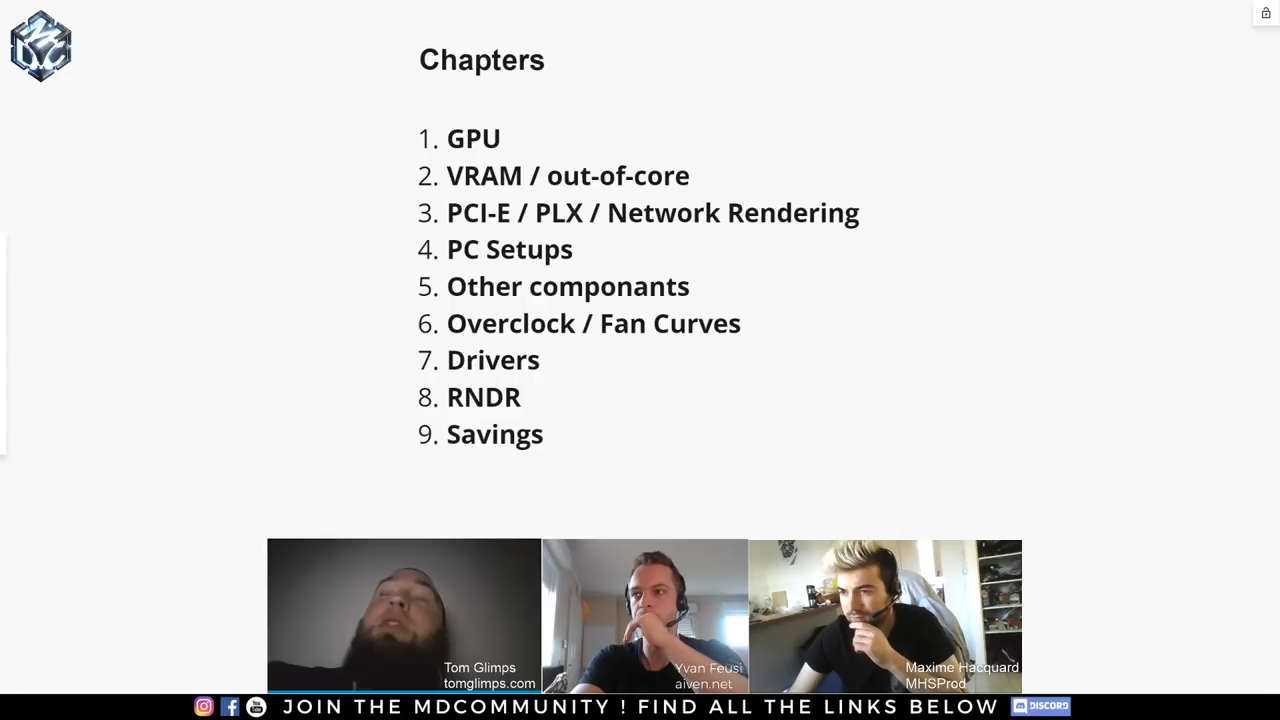 Chapters
1. GPU
2. VRAM / out-of-core
3. PCI-E / PLX / Network Rendering
4. PC Setups
5. Other componants
6. Overclock / Fan Curves
7. Drivers
8. RNDR
9. Savings
Tom Glimps
tomglimps.com
Yvan Feusi
aiven.net
Maxime Hacquard
MHSProd
JOIN THE MDCOMMUNITY ! FIND ALL THE LINKS BELOW
DISCORD